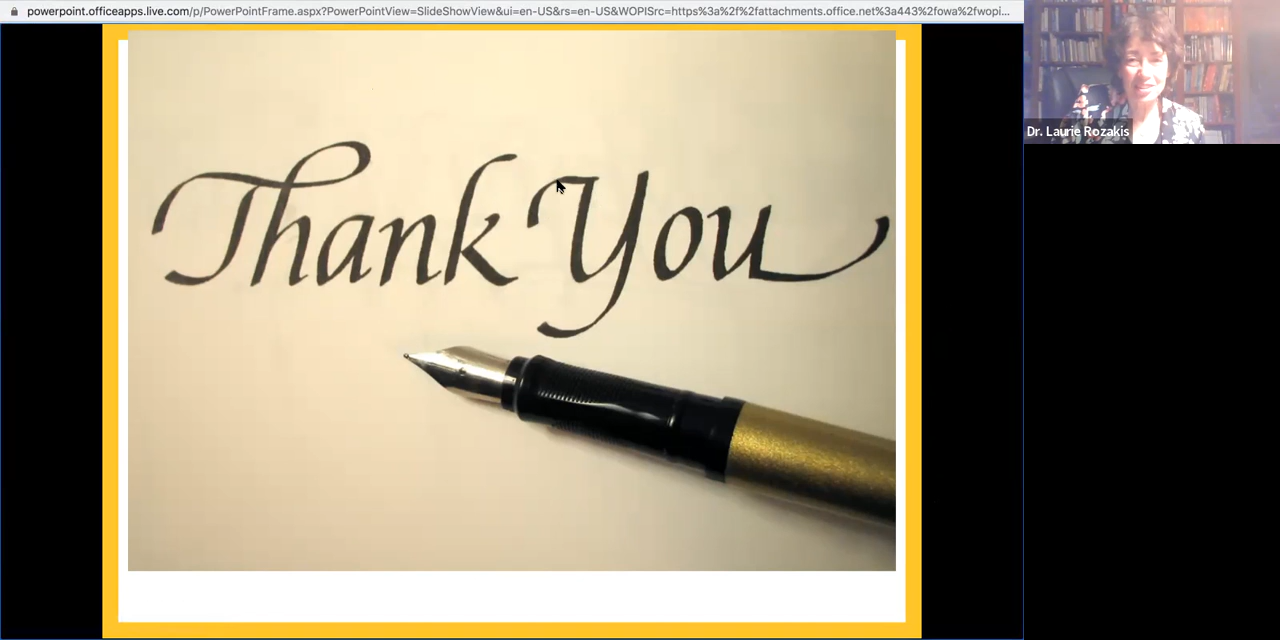 powerpoint.officeapps.live.com/p/PowerPointFrame.aspx?PowerPointView=SlideShowView&ui=en-US&rs=en-US&WOPISrc=https%3a%2f%2fattachments.office.net%3a443%2fowa%2fwopi...
Thank You
Dr. Laurie Rozakis